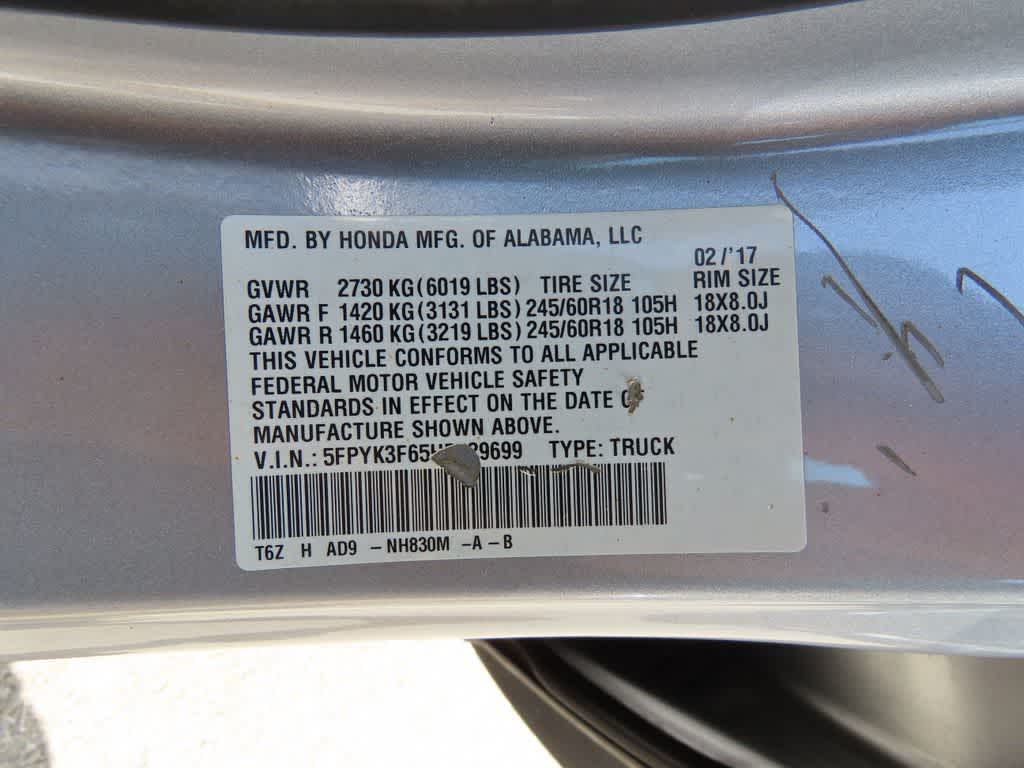 MFD. BY HONDA MFG. OF ALABAMA, LLC
02/'17
GVWR 2730 KG(6019 LBS) TIRE SIZE RIM SIZE
GAWR F 1420 KG(3131 LBS) 245/60R18 105H 18X8.0J
GAWR R 1460 KG(3219 LBS) 245/60R18 105H 18X8.0J
THIS VEHICLE CONFORMS TO ALL APPLICABLE
FEDERAL MOTOR VEHICLE SAFETY
STANDARDS IN EFFECT ON THE DATE
MANUFACTURE SHOWN ABOVE.
V.I.N.: TYPE: TRUCK
T6Z H AD9 -NH830M -A-B